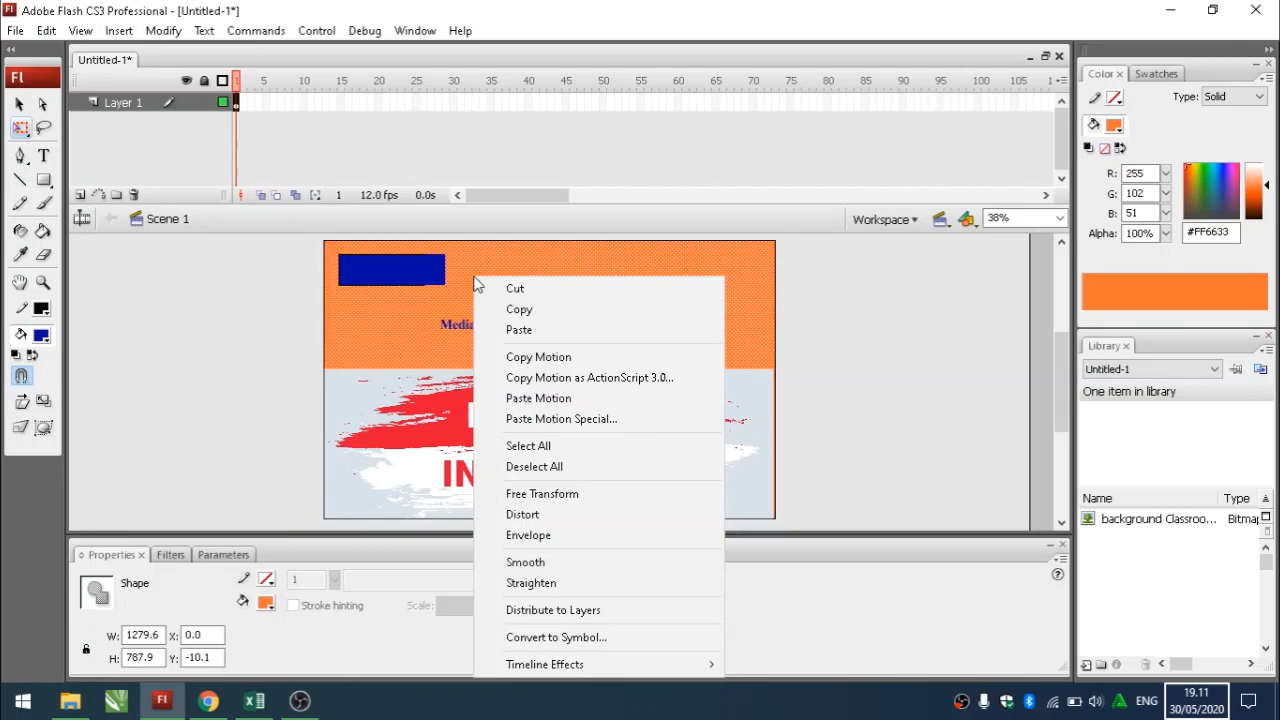 Adobe Flash CS3 Professional - [Untitled-1*]
File Edit View Insert Modify Text Commands Control Debug Window Help
Untitled-1*
Fl
1 5 10 15 20 25 30 35 40 45 50 55 60 65 70 75 80 85 90 95 100 105
Layer 1
1 12.0 fps 0.0s
Scene 1
Workspace
38%
Media
IN
Cut
Copy
Paste
Copy Motion
Copy Motion as ActionScript 3.0...
Paste Motion
Paste Motion Special...
Select All
Deselect All
Free Transform
Distort
Envelope
Smooth
Straighten
Distribute to Layers
Convert to Symbol...
Timeline Effects
Properties Filters Parameters
Shape
1
Stroke hinting
Scale:
W: 1279.6 X: 0.0
H: 787.9 Y: -10.1
Color Swatches
Type: Solid
R: 255
G: 102
B: 51
Alpha: 100%
#FF6633
Library
Untitled-1
One item in library
Name Type
background Classroo... Bitmap
Fl
ENG
19.11
30/05/2020